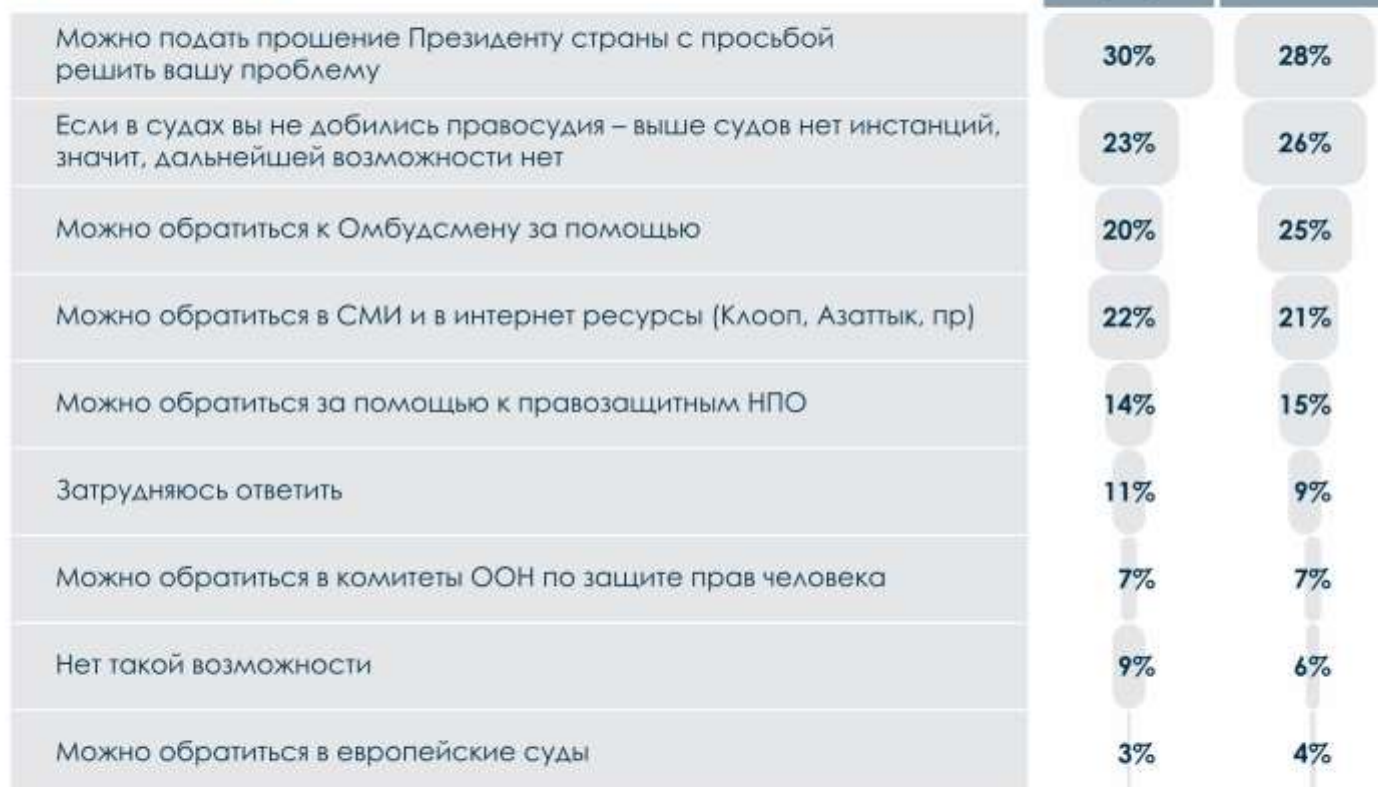 Можно подать прошение Президенту страны с просьбой
решить вашу проблему
30% 28%
Если в судах вы не добились правосудия – выше судов нет инстанций,
значит, дальнейшей возможности нет
23% 26%
Можно обратиться к Омбудсмену за помощью 20% 25%
Можно обратиться в СМИ и в интернет ресурсы (Клооп, Азаттык, пр) 22% 21%
Можно обратиться за помощью к правозащитным НПО 14% 15%
Затрудняюсь ответить 11% 9%
Можно обратиться в комитеты ООН по защите прав человека 7% 7%
Нет такой возможности 9% 6%
Можно обратиться в европейские суды 3% 4%